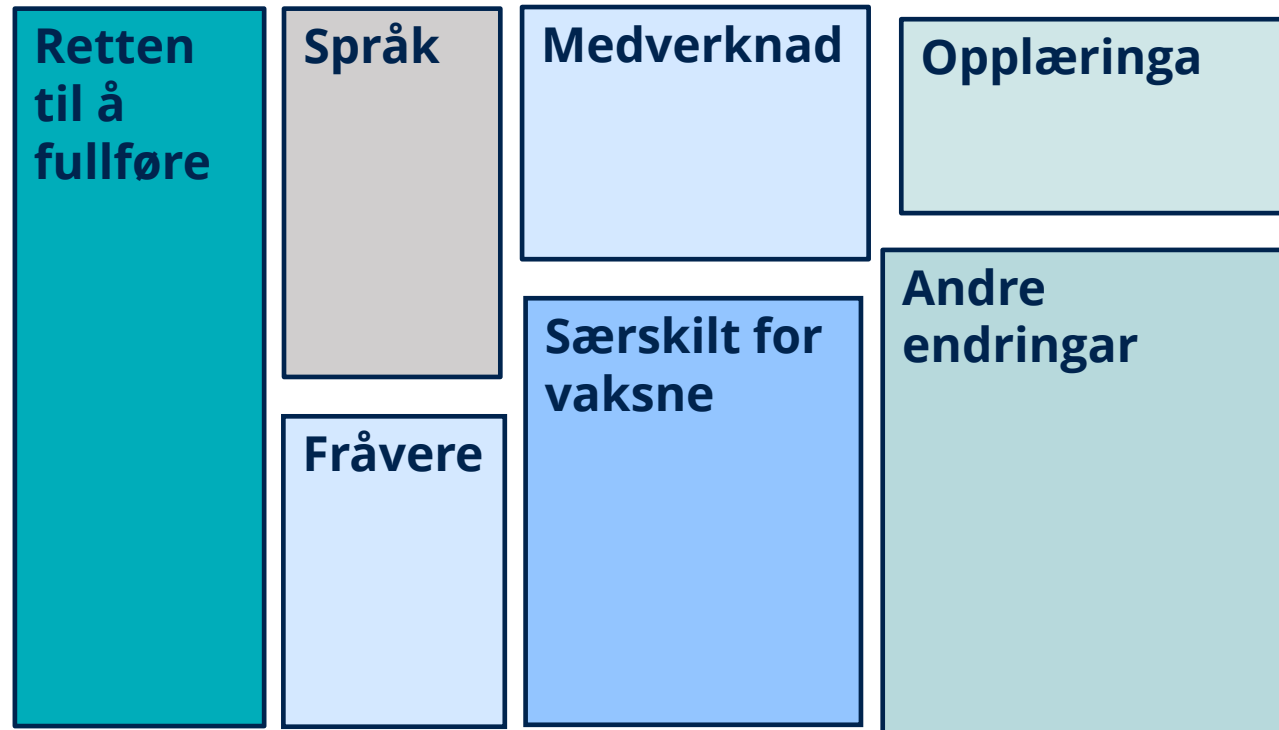 Retten
til å
fullføre
Språk
Fråvere
Medverknad
Særskilt for
vaksne
Opplæringa
Andre
endringar